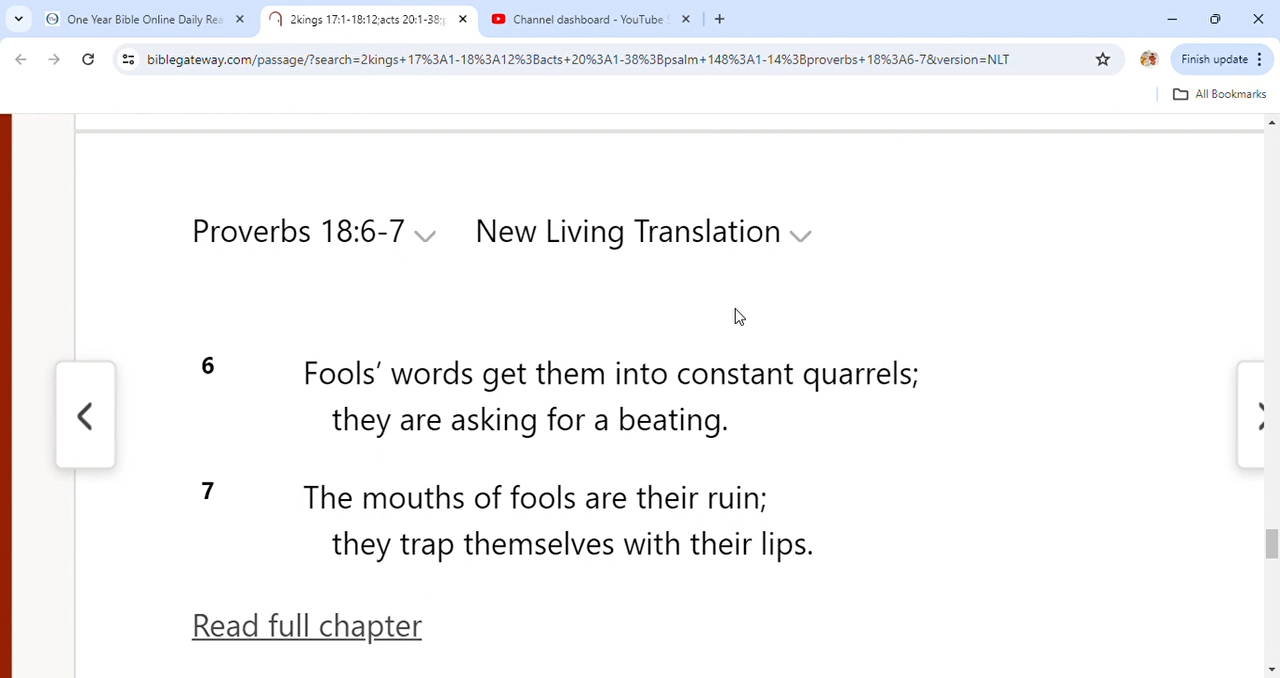 One Year Bible Online Daily Rea
2kings 17:1-18:12;acts 20:1-38;
Channel dashboard - YouTube
biblegateway.com/passage/?search=2kings+17%3A1-18%3A12%3Bacts+20%3A1-38%3Bpsalm+148%3A1-14%3Bproverbs+18%3A6-7&version=NLT
Finish update
All Bookmarks
Proverbs 18:6-7 New Living Translation
6 Fools’ words get them into constant quarrels;
they are asking for a beating.
7 The mouths of fools are their ruin;
they trap themselves with their lips.
Read full chapter